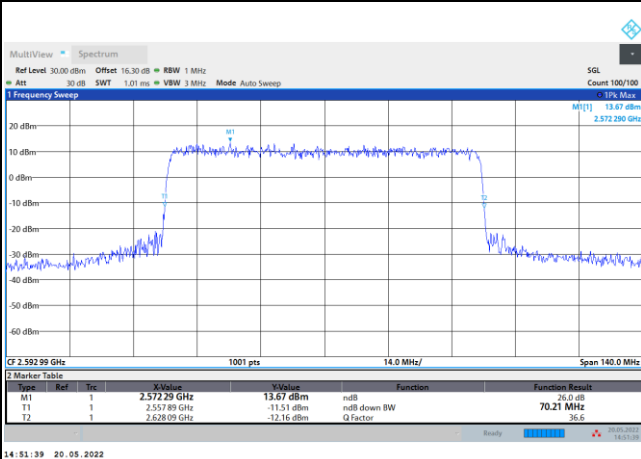 MultiView Spectrum
Ref Level 30.00 dBm Offset 16.30 dB RBW 1 MHz SGL
Att 30 dB SWT 1.01 ms VBW 3 MHz Mode Auto Sweep Count 100/100
1 Frequency Sweep 1Pk Max
M1[1] 13.67 dBm
2.572 290 GHz
M1
20 dBm
10 dBm
0 dBm
T1
T2
-10 dBm
-20 dBm
-30 dBm
-40 dBm
-50 dBm
-60 dBm
CF 2.592 99 GHz 1001 pts 14.0 MHz/ Span 140.0 MHz
2 Marker Table
Type Ref Trc X-Value Y-Value Function Function Result
M1 1 2.572 29 GHz 13.67 dBm ndB 26.0 dB
T1 1 2.557 89 GHz -11.51 dBm ndB down BW 70.21 MHz
T2 1 2.628 09 GHz -12.16 dBm Q Factor 36.6
Ready 20.05.2022
14:51:39
14:51:39 20.05.2022